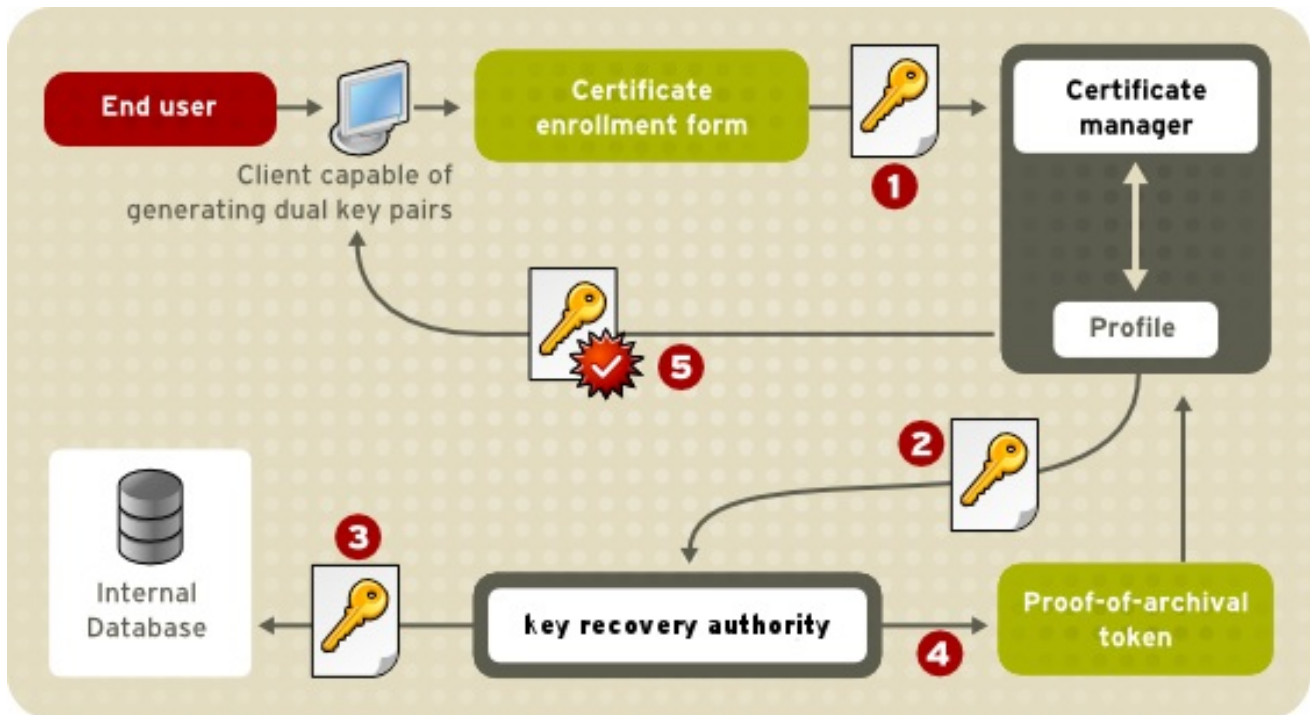 End user
Client capable of
generating dual key pairs
Certificate
enrollment form
1
Certificate
manager
Profile
5
2
3
Internal
Database
key recovery authority
4
Proof-of-archival
token